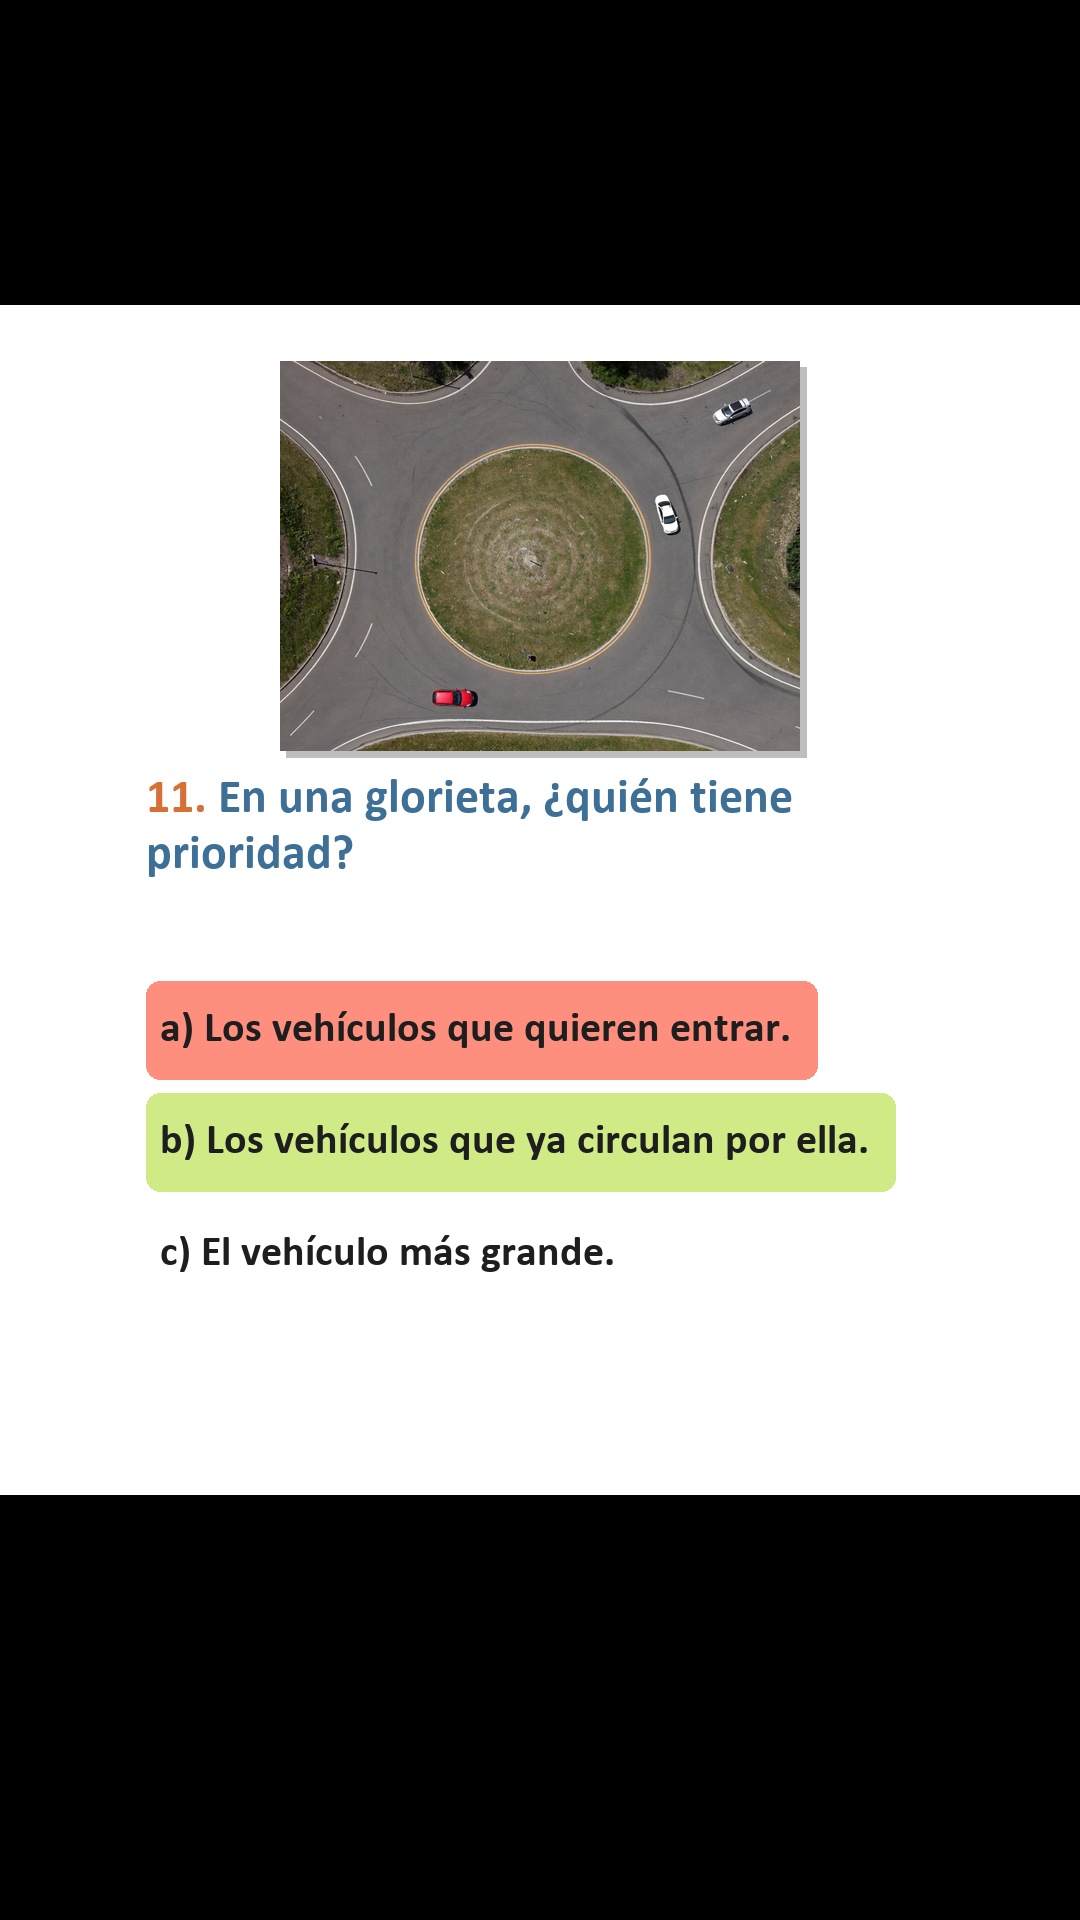 11. En una glorieta, ¿quién tiene
prioridad?
a) Los vehículos que quieren entrar.
b) Los vehículos que ya circulan por ella.
c) El vehículo más grande.